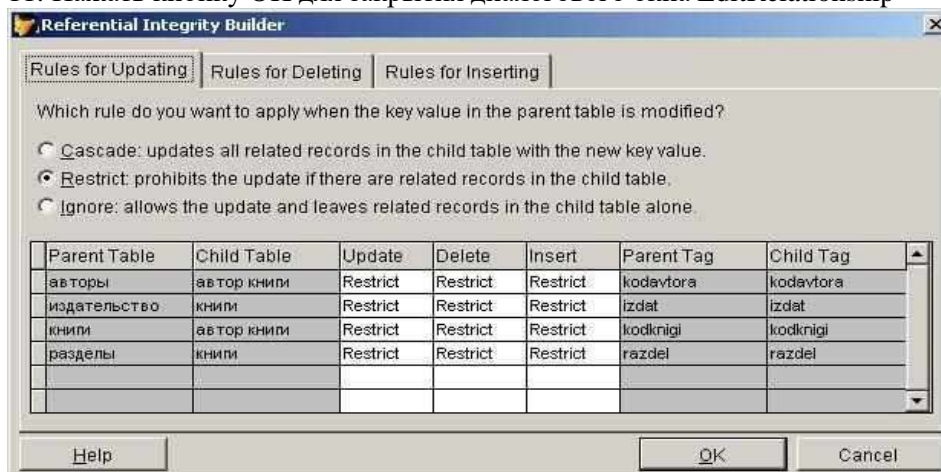 Referential Integrity Builder
Rules for Updating Rules for Deleting Rules for Inserting
Which rule do you want to apply when the key value in the parent table is modified?
Cascade: updates all related records in the child table with the new key value.
Restrict: prohibits the update if there are related records in the child table.
Ignore: allows the update and leaves related records in the child table alone.
Parent Table Child Table Update Delete Insert Parent Tag Child Tag
авторы автор книги Restrict Restrict Restrict kodavtora kodavtora
издательство книги Restrict Restrict Restrict izdat izdat
книги автор книги Restrict Restrict Restrict kodknigi kodknigi
разделы книги Restrict Restrict Restrict razdel razdel
Help OK Cancel